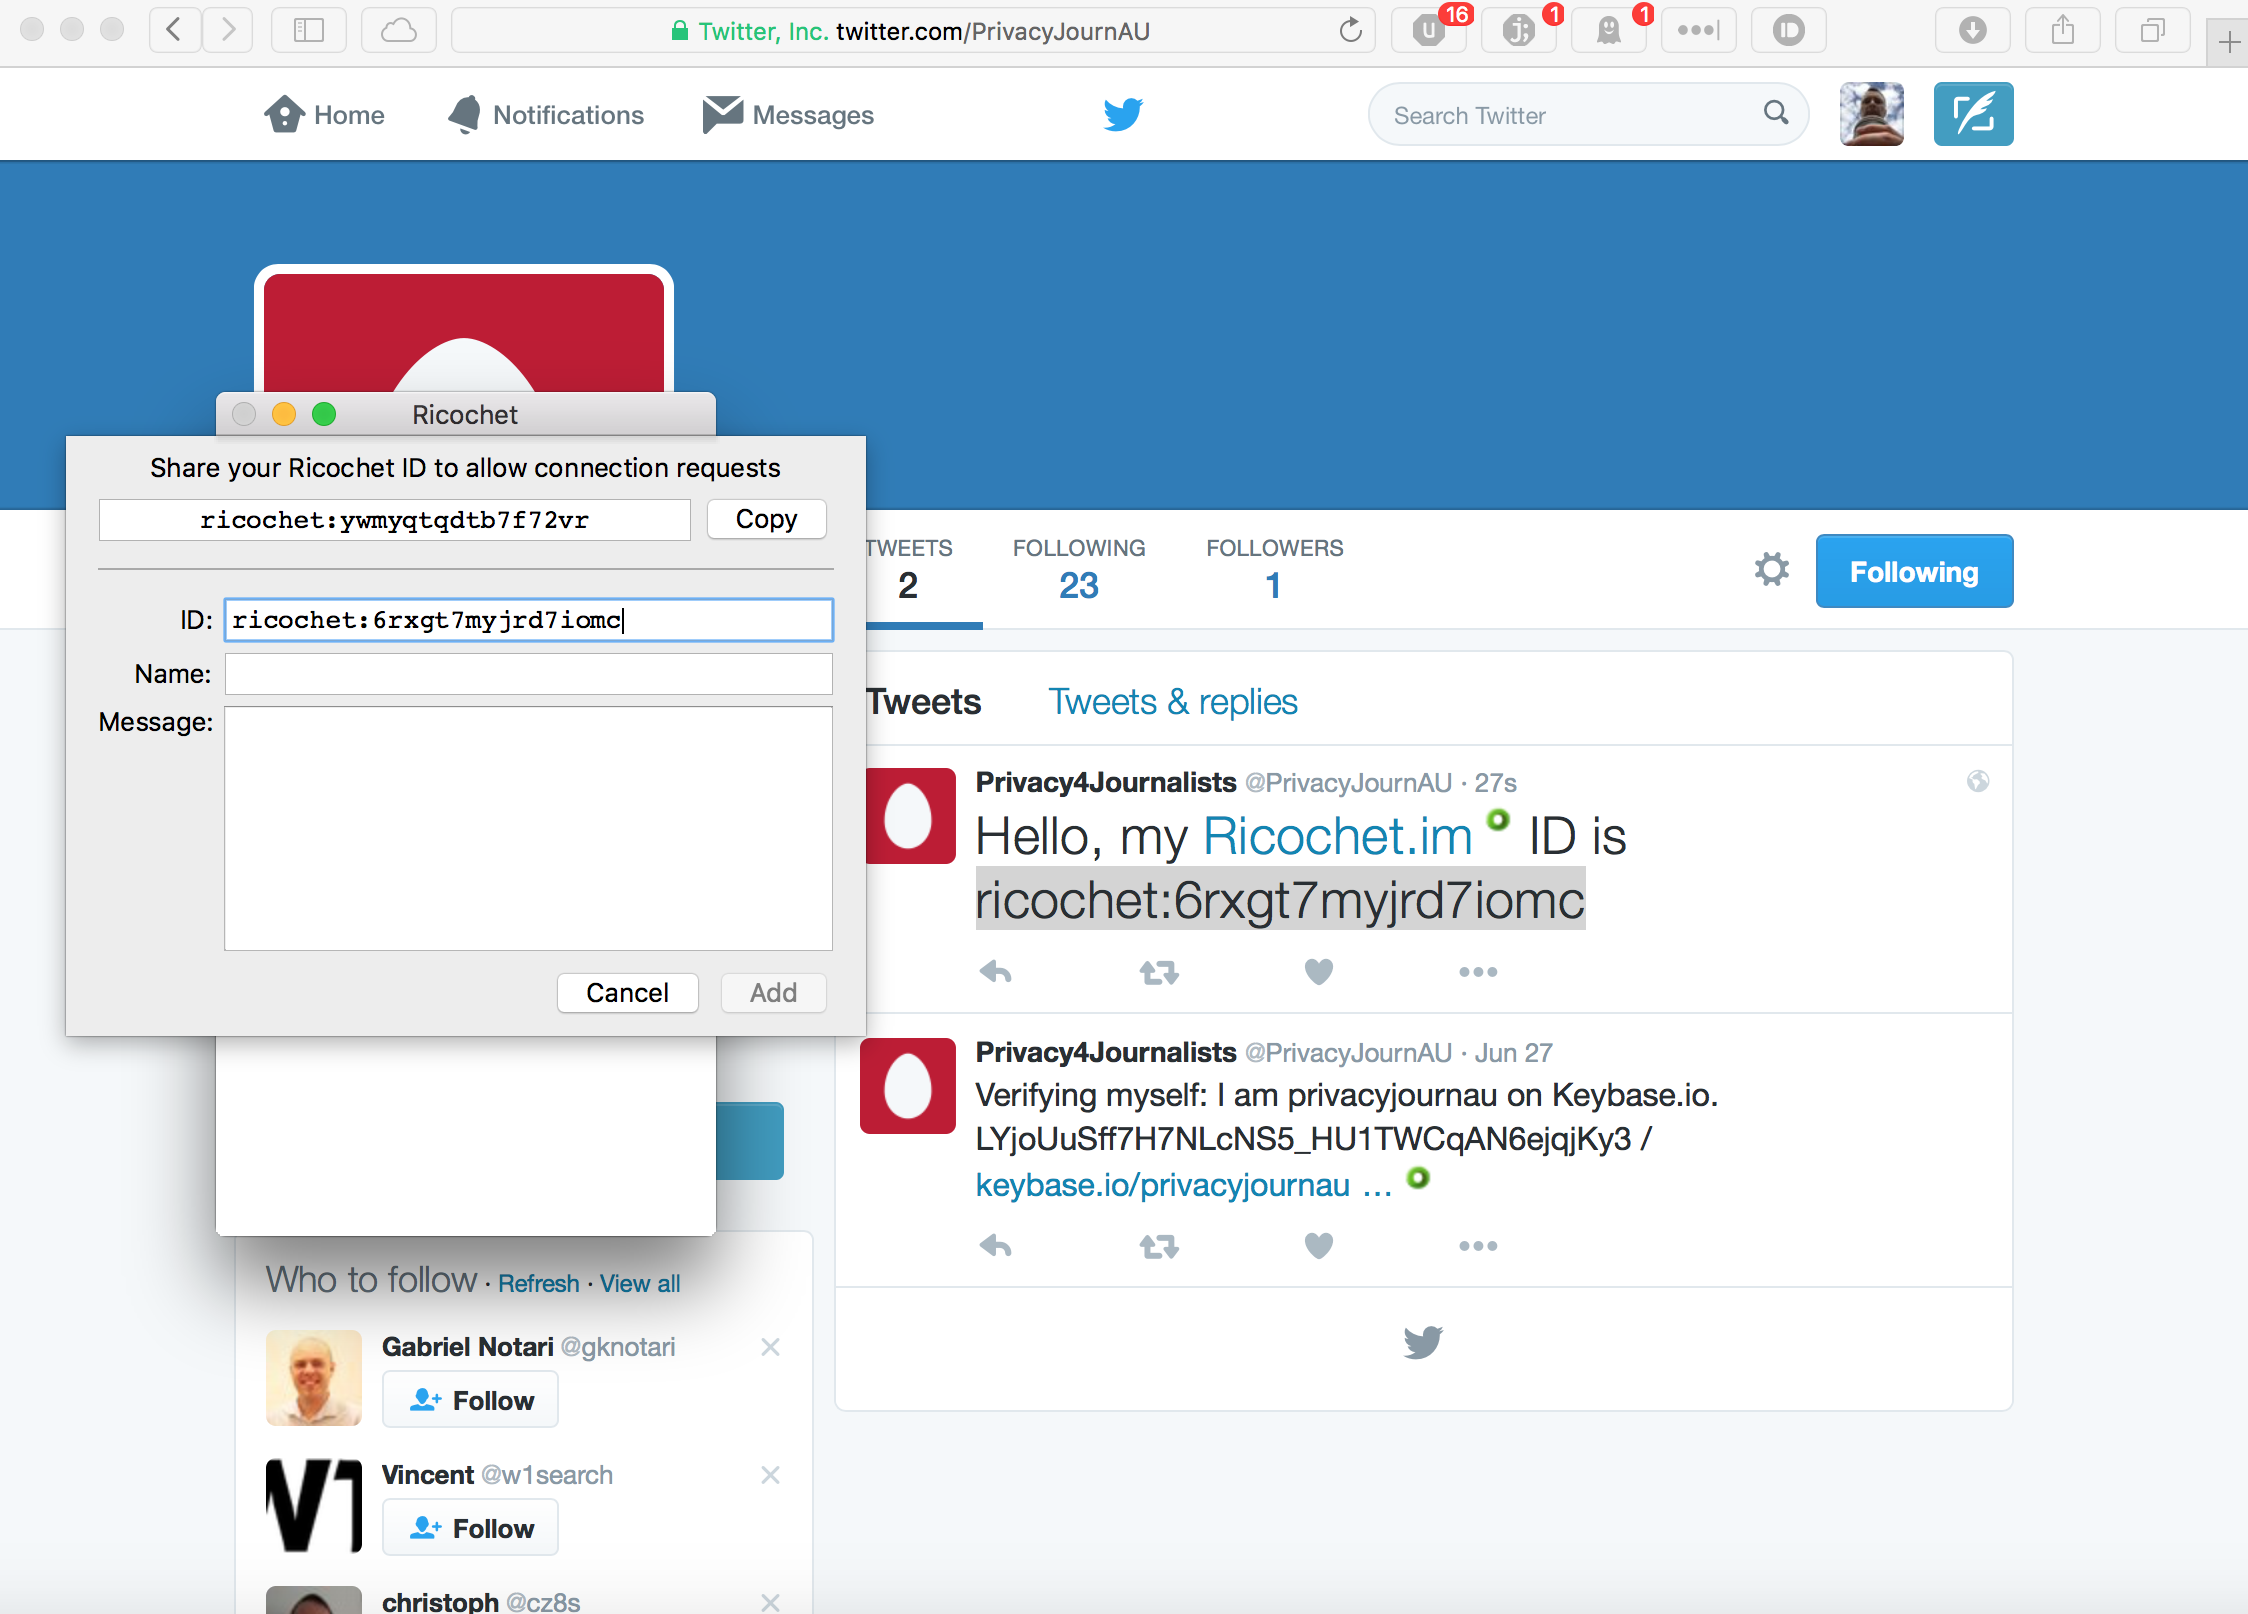 Twitter, Inc. twitter.com/PrivacyJournAU
16
1
1
Home
Notifications
Messages
Search Twitter
Ricochet
Share your Ricochet ID to allow connection requests
ricochet:ywmyqtqdtb7f72vr
Copy
ID:
ricochet:6rxgt7myjrd7iomc
Name:
Message:
Cancel
Add
TWEETS
2
FOLLOWING
23
FOLLOWERS
1
Following
Tweets
Tweets & replies
Privacy4Journalists @PrivacyJournAU · 27s
Hello, my Ricochet.im ID is
ricochet:6rxgt7myjrd7iomc
Privacy4Journalists @PrivacyJournAU · Jun 27
Verifying myself: I am privacyjournau on Keybase.io.
LYjoUuSff7H7NLcNS5_HU1TWCqAN6ejqjKy3 /
keybase.io/privacyjournau ...
Who to follow · Refresh · View all
Gabriel Notari @gknotari
Follow
Vincent @w1search
Follow
christoph @cz8s